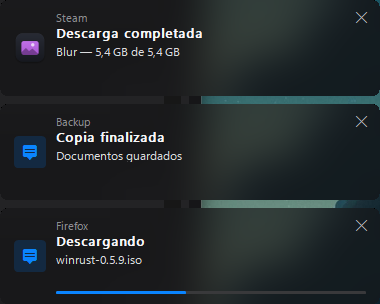 Steam
Descarga completada
Blur — 5,4 GB de 5,4 GB
Backup
Copia finalizada
Documentos guardados
Firefox
Descargando
winrust-0.5.9.iso